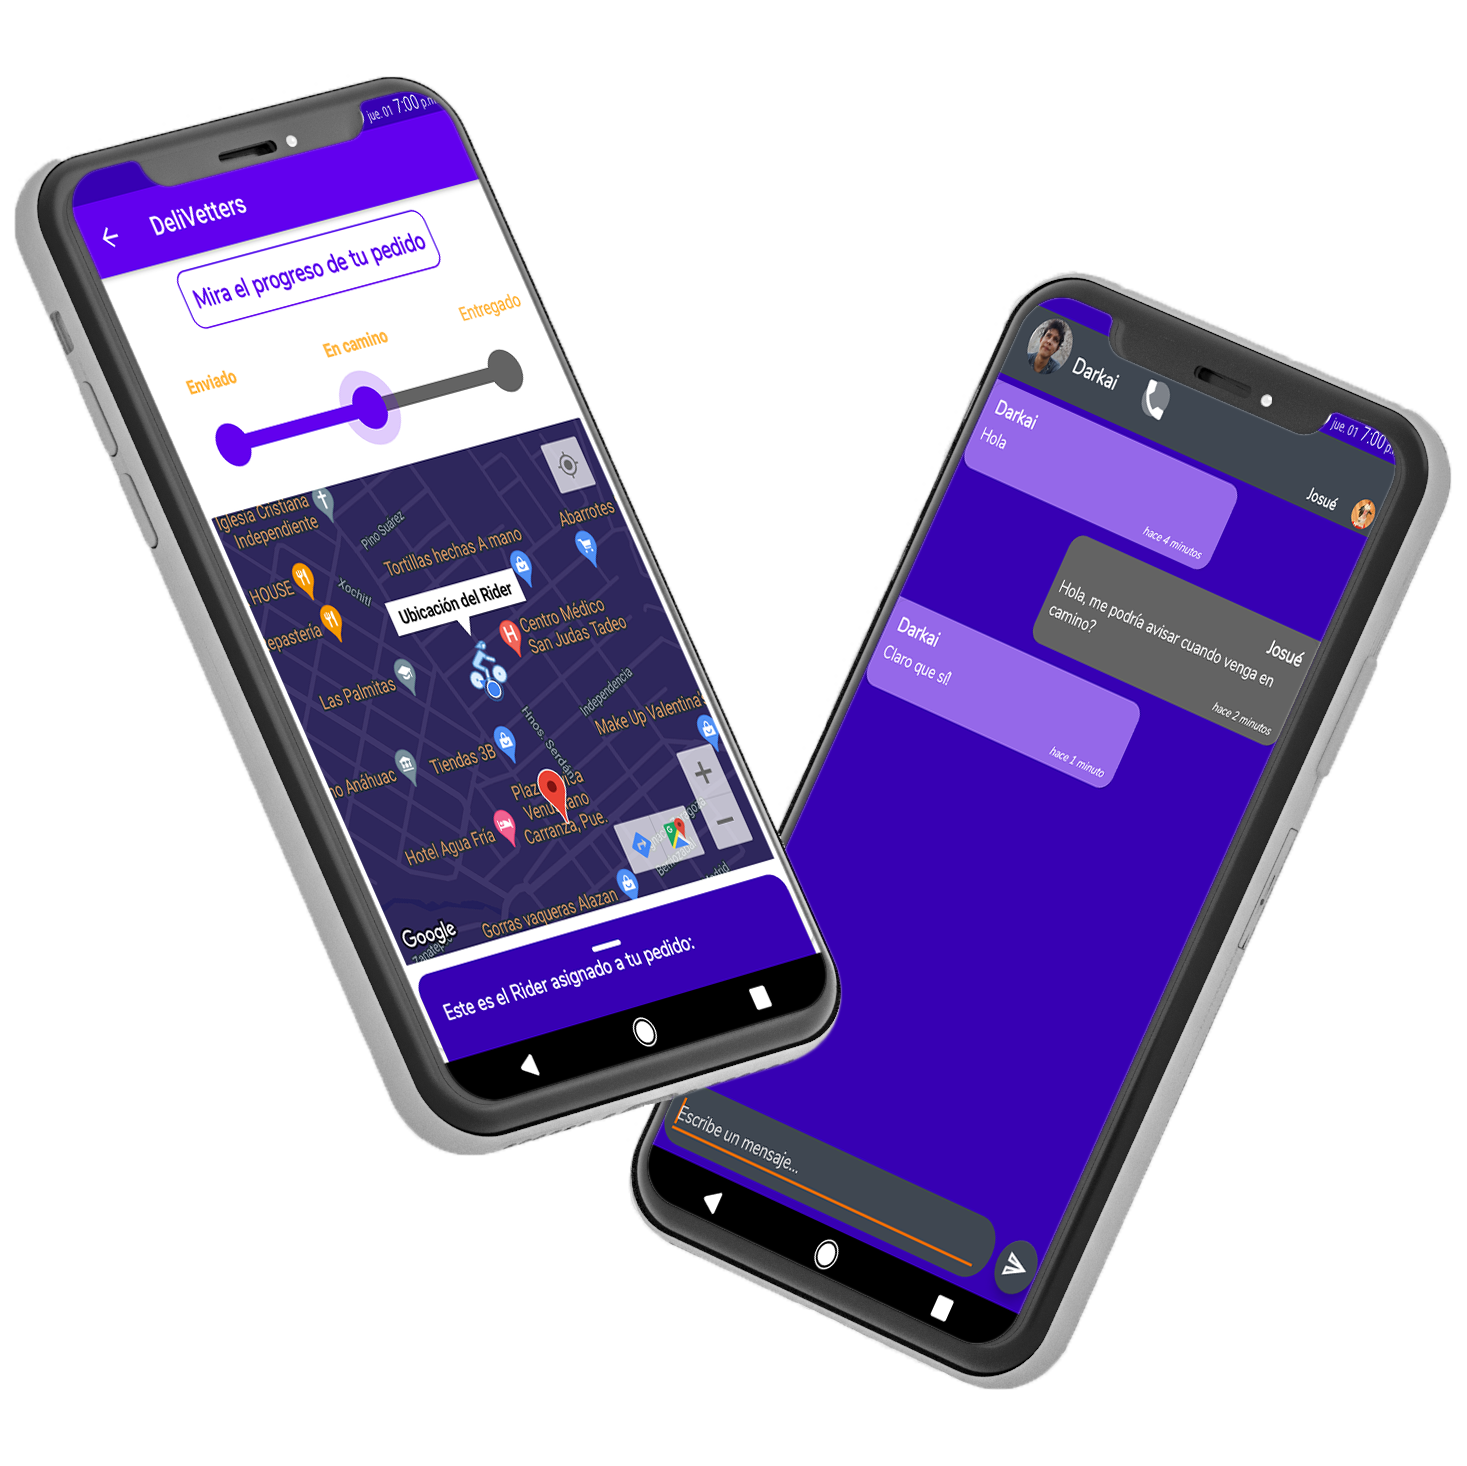 jue. 01 7:00 p.m.
DeliVetters
Mira el progreso de tu pedido
Enviado
En camino
Entregado
Iglesia Cristiana
Independiente
Pino Suárez
Tortillas hechas A mano
Abarrotes
HOUSE
Xochitl
epastería
Ubicación del Rider
Centro Médico
San Judas Tadeo
Las Palmitas
Independencia
Hnos. Serdán
Make Up Valentina's
Tiendas 3B
no Anáhuac
Carranza, Pue.
Hotel Agua Fría
Gorras vaqueras Alazan
Google
Este es el Rider asignado a tu pedido:
Darkai
jue. 01 7:00 p.
Josué
Darkai
Hola
hace 4 minutos
Josué
Hola, me podría avisar cuando venga en
camino?
hace 2 minutos
Darkai
Claro que sí!
hace 1 minuto
Escribe un mensaje...